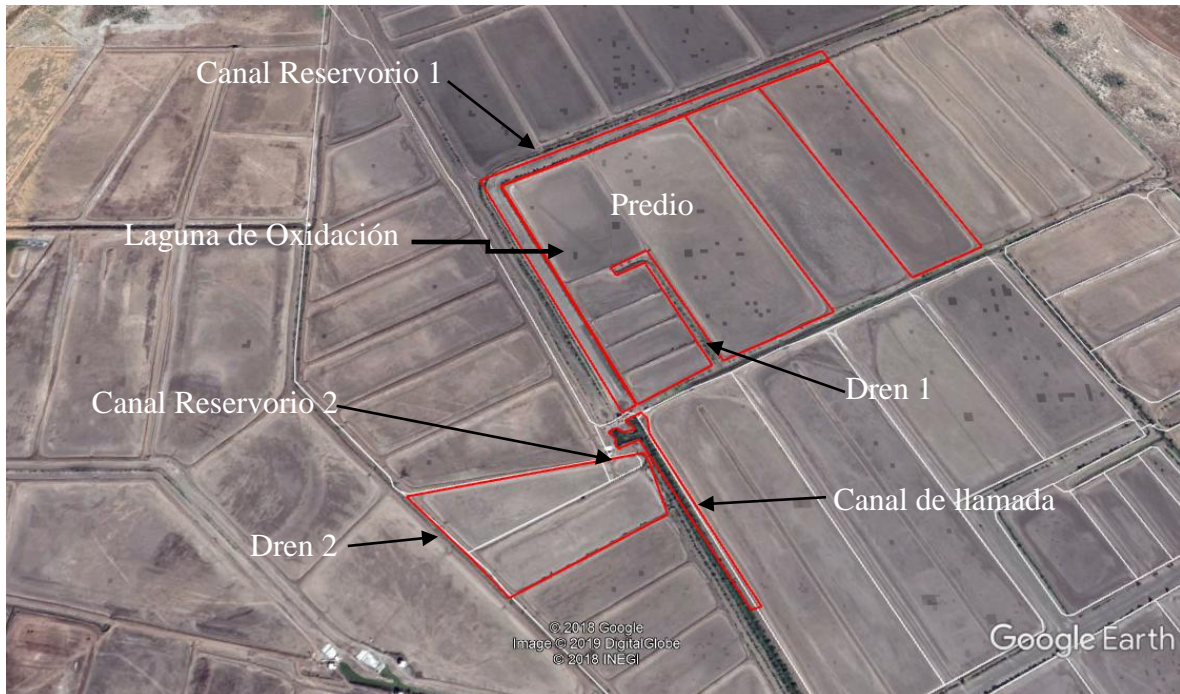 Canal Reservorio 1
Predio
Laguna de Oxidación
Dren 1
Canal Reservorio 2
Canal de llamada
Dren 2
© 2018 Google
Image © 2019 DigitalGlobe
© 2018 INEGI
Google Earth